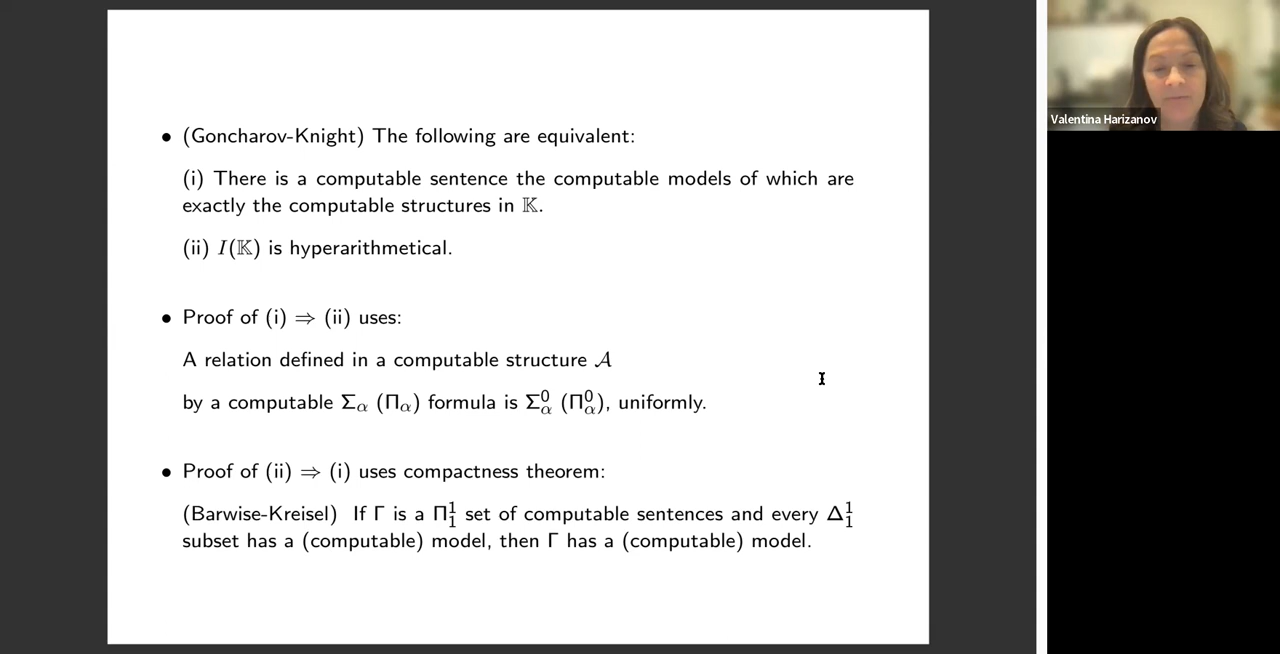 • (Goncharov-Knight) The following are equivalent:
(i) There is a computable sentence the computable models of which are
exactly the computable structures in 𝕂.
(ii) I(𝕂) is hyperarithmetical.
• Proof of (i) ⇒ (ii) uses:
A relation defined in a computable structure 𝒜
by a computable Σ_α (Π_α) formula is Σ^0_α (Π^0_α), uniformly.
• Proof of (ii) ⇒ (i) uses compactness theorem:
(Barwise-Kreisel) If Γ is a Π^1_1 set of computable sentences and every Δ^1_1
subset has a (computable) model, then Γ has a (computable) model.
Valentina Harizanov